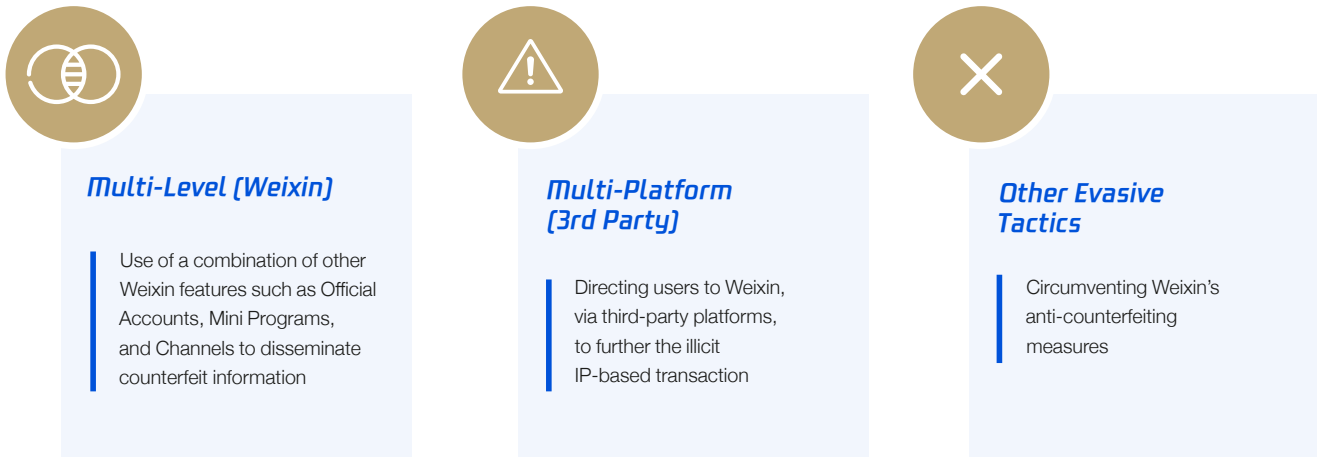 Multi-Level (Weixin)
Use of a combination of other
Weixin features such as Official
Accounts, Mini Programs,
and Channels to disseminate
counterfeit information
Multi-Platform
(3rd Party)
Directing users to Weixin,
via third-party platforms,
to further the illicit
IP-based transaction
Other Evasive
Tactics
Circumventing Weixin’s
anti-counterfeiting
measures